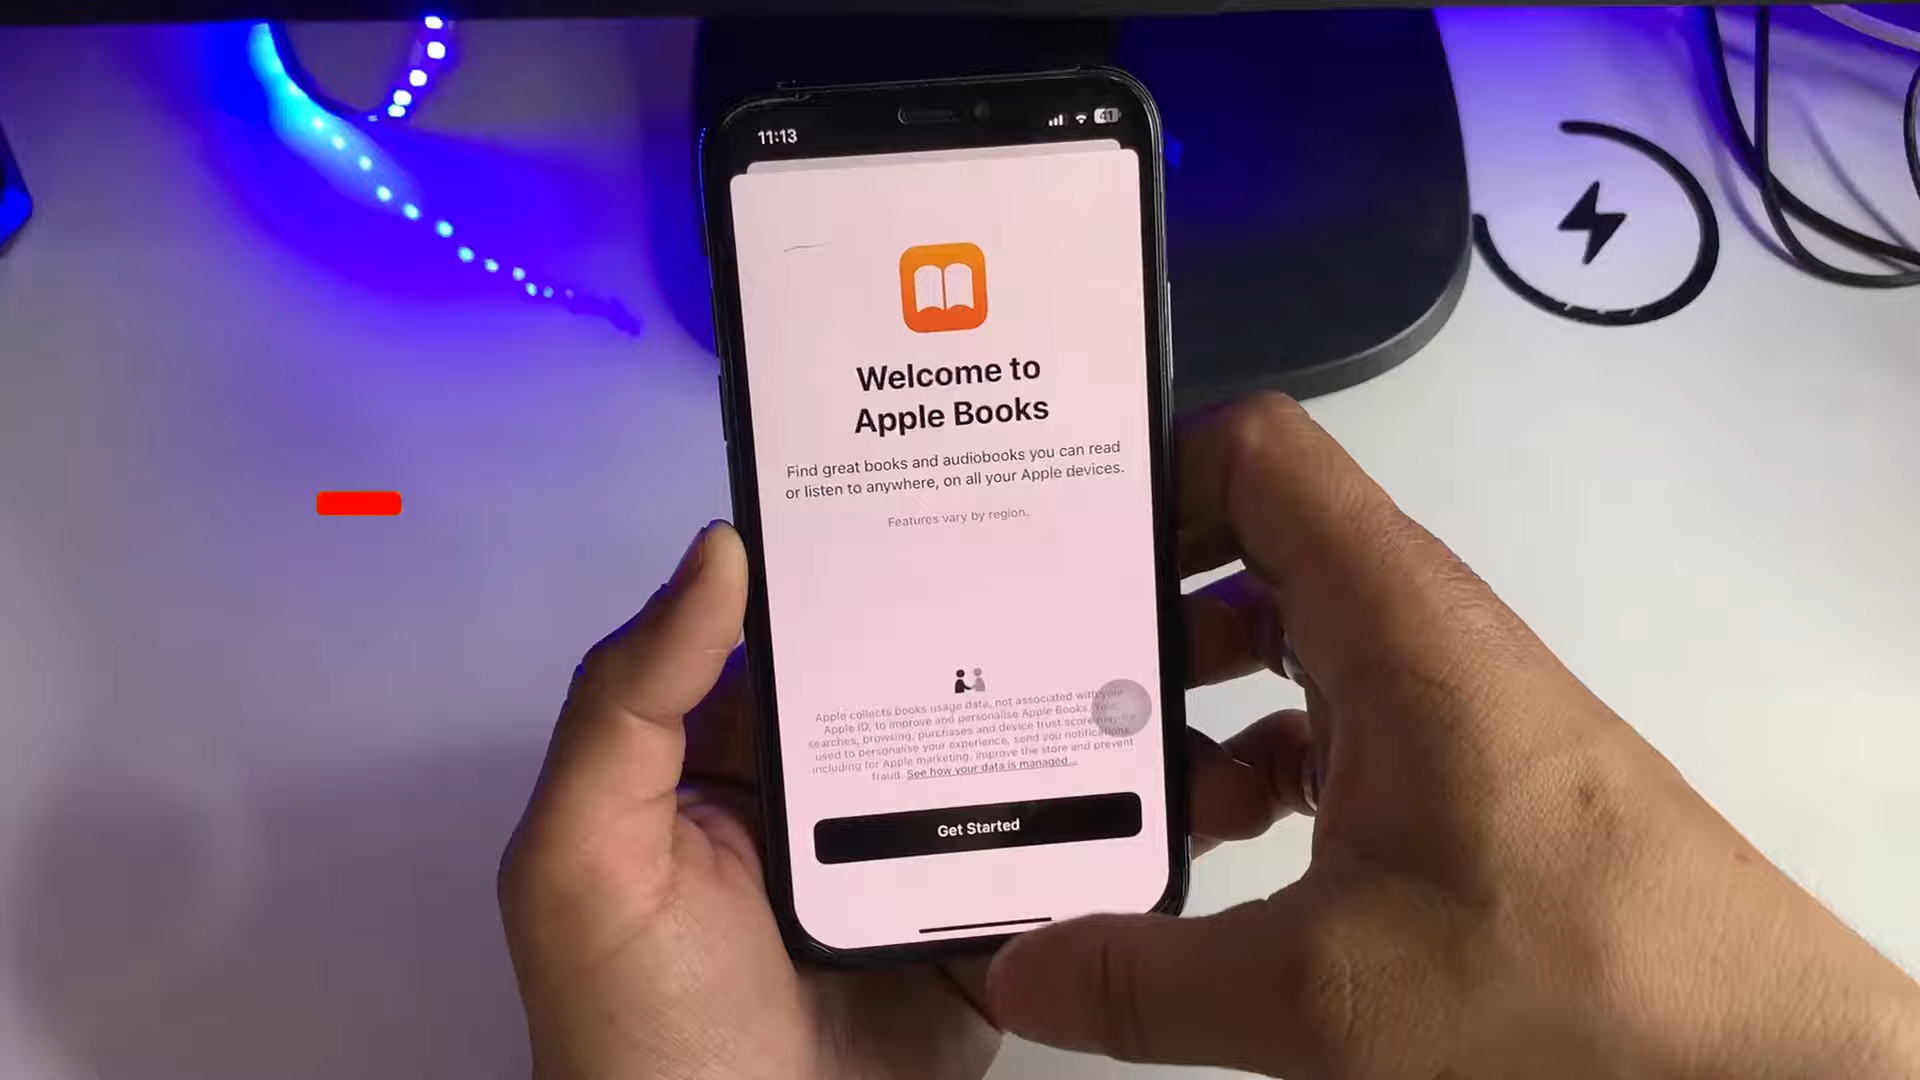 11:13
41
Welcome to
Apple Books
Find great books and audiobooks you can read
or listen to anywhere, on all your Apple devices.
Features vary by region.
Apple collects books usage data, not associated with your
Apple ID, to improve and personalise Apple Books. Your
searches, browsing, purchases and device trust score may be
used to personalise your experience, send you notifications,
including for Apple marketing, improve the store and prevent
fraud. See how your data is managed...
Get Started